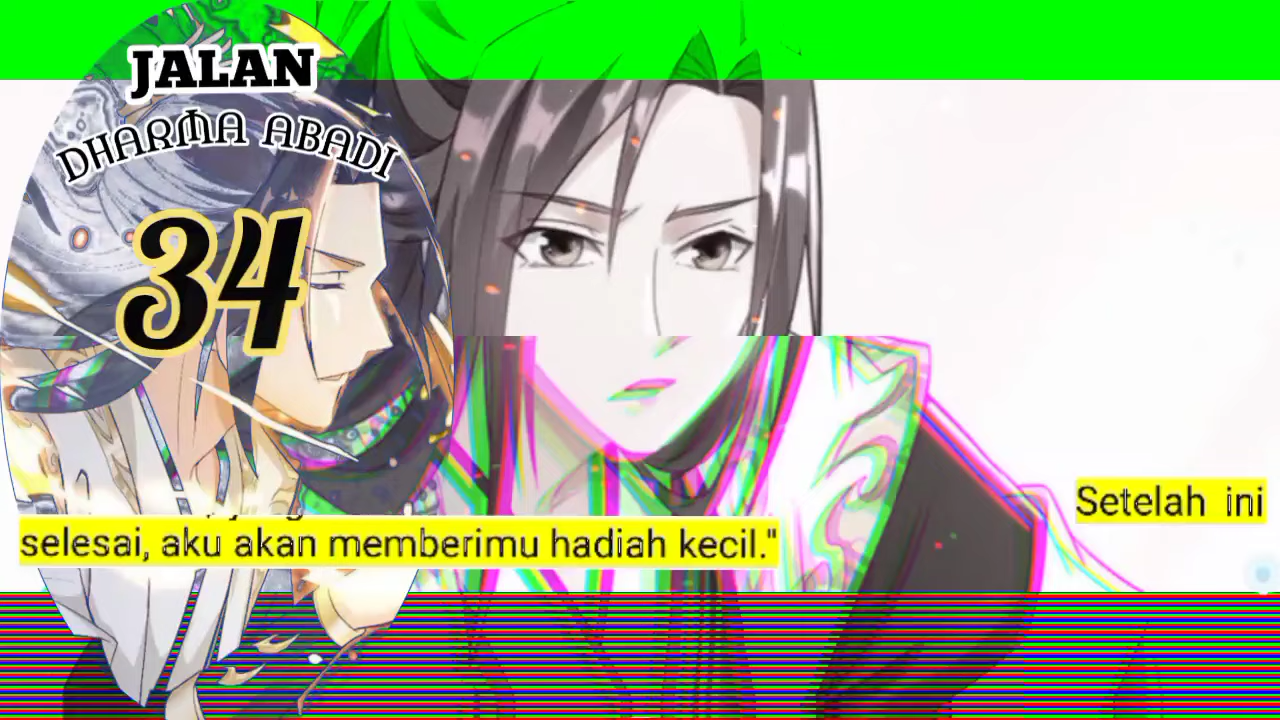 JALAN
DHARMA ABADI
34
Setelah ini
selesai, aku akan memberimu hadiah kecil."